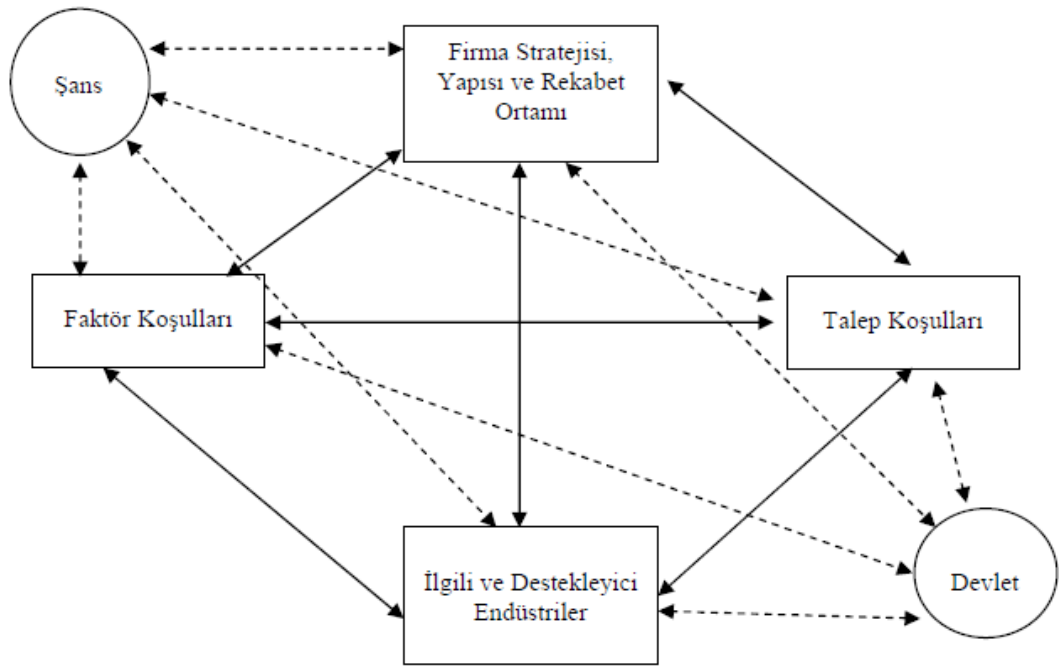 Şans
Firma Stratejisi,
Yapısı ve Rekabet
Ortamı
Faktör Koşulları
Talep Koşulları
İlgili ve Destekleyici
Endüstriler
Devlet